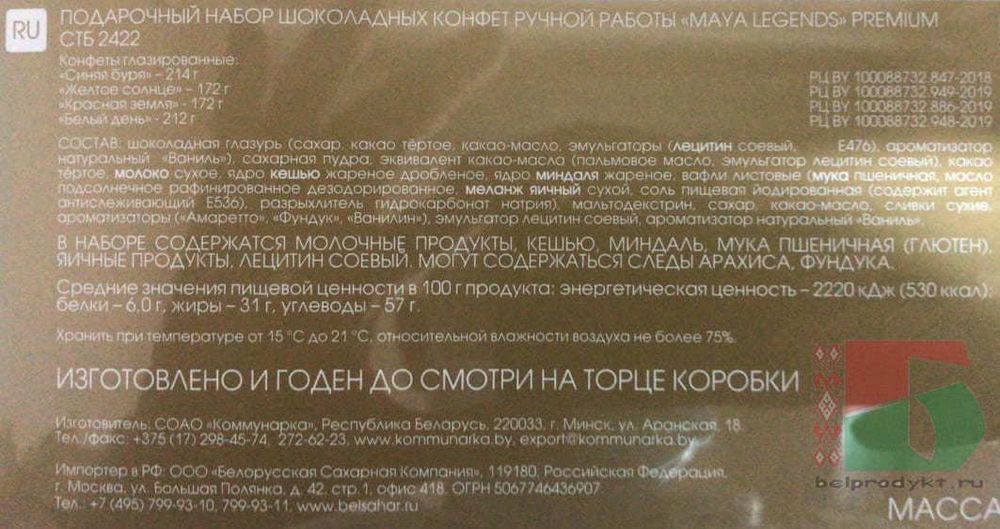 RU
ПОДАРОЧНЫЙ НАБОР ШОКОЛАДНЫХ КОНФЕТ РУЧНОЙ РАБОТЫ «MAYA LEGENDS» PREMIUM
СТБ 2422
Конфеты глазированные:
«Синяя буря» – 214 г
«Желтое солнце» – 172 г
«Красная земля» – 172 г
«Белый день» – 212 г
РЦ BY 100088732.847-2018
РЦ BY 100088732.949-2019
РЦ BY 100088732.886-2019
РЦ BY 100088732.948-2019
СОСТАВ: шоколадная глазурь (сахар, какао тёртое, какао-масло, эмульгаторы (лецитин соевый, Е476), ароматизатор
натуральный «Ваниль»), сахарная пудра, эквивалент какао-масла (пальмовое масло, эмульгатор лецитин соевый), какао
тёртое, молоко сухое, ядро кешью жареное дробленое, ядро миндаля жареное, вафли листовые (мука пшеничная, масло
подсолнечное рафинированное дезодорированное, меланж яичный сухой, соль пищевая йодированная (содержит агент
антислеживающий Е536), разрыхлитель гидрокарбонат натрия), мальтодекстрин, сахар, какао-масло, сливки сухие,
ароматизаторы («Амаретто», «Фундук», «Ванилин»), эмульгатор лецитин соевый, ароматизатор натуральный «Ваниль».
В НАБОРЕ СОДЕРЖАТСЯ МОЛОЧНЫЕ ПРОДУКТЫ, КЕШЬЮ, МИНДАЛЬ, МУКА ПШЕНИЧНАЯ (ГЛЮТЕН),
ЯИЧНЫЕ ПРОДУКТЫ, ЛЕЦИТИН СОЕВЫЙ. МОГУТ СОДЕРЖАТЬСЯ СЛЕДЫ АРАХИСА, ФУНДУКА.
Средние значения пищевой ценности в 100 г продукта: энергетическая ценность – 2220 кДж (530 ккал);
белки – 6,0 г, жиры – 31 г, углеводы – 57 г.
Хранить при температуре от 15 °С до 21 °С, относительной влажности воздуха не более 75%.
ИЗГОТОВЛЕНО И ГОДЕН ДО СМОТРИ НА ТОРЦЕ КОРОБКИ
Изготовитель: СОАО «Коммунарка», Республика Беларусь, 220033, г. Минск, ул. Аранская, 18.
Тел./факс: +375 (17) 298-45-74, 272-62-23, www.kommunarka.by, export@kommunarka.by
Импортер в РФ: ООО «Белорусская Сахарная Компания», 119180, Российская Федерация,
г. Москва, ул. Большая Полянка, д. 42, стр. 1, офис 418, ОГРН 5067746436907,
Тел.: +7 (495) 799-93-10, 799-93-11, www.belsahar.ru
belprodykt.ru
МАССА